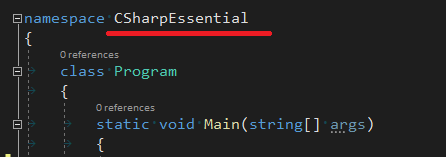 namespace CSharpEssential
{
0 references
class Program
{
0 references
static void Main(string[] args)
{